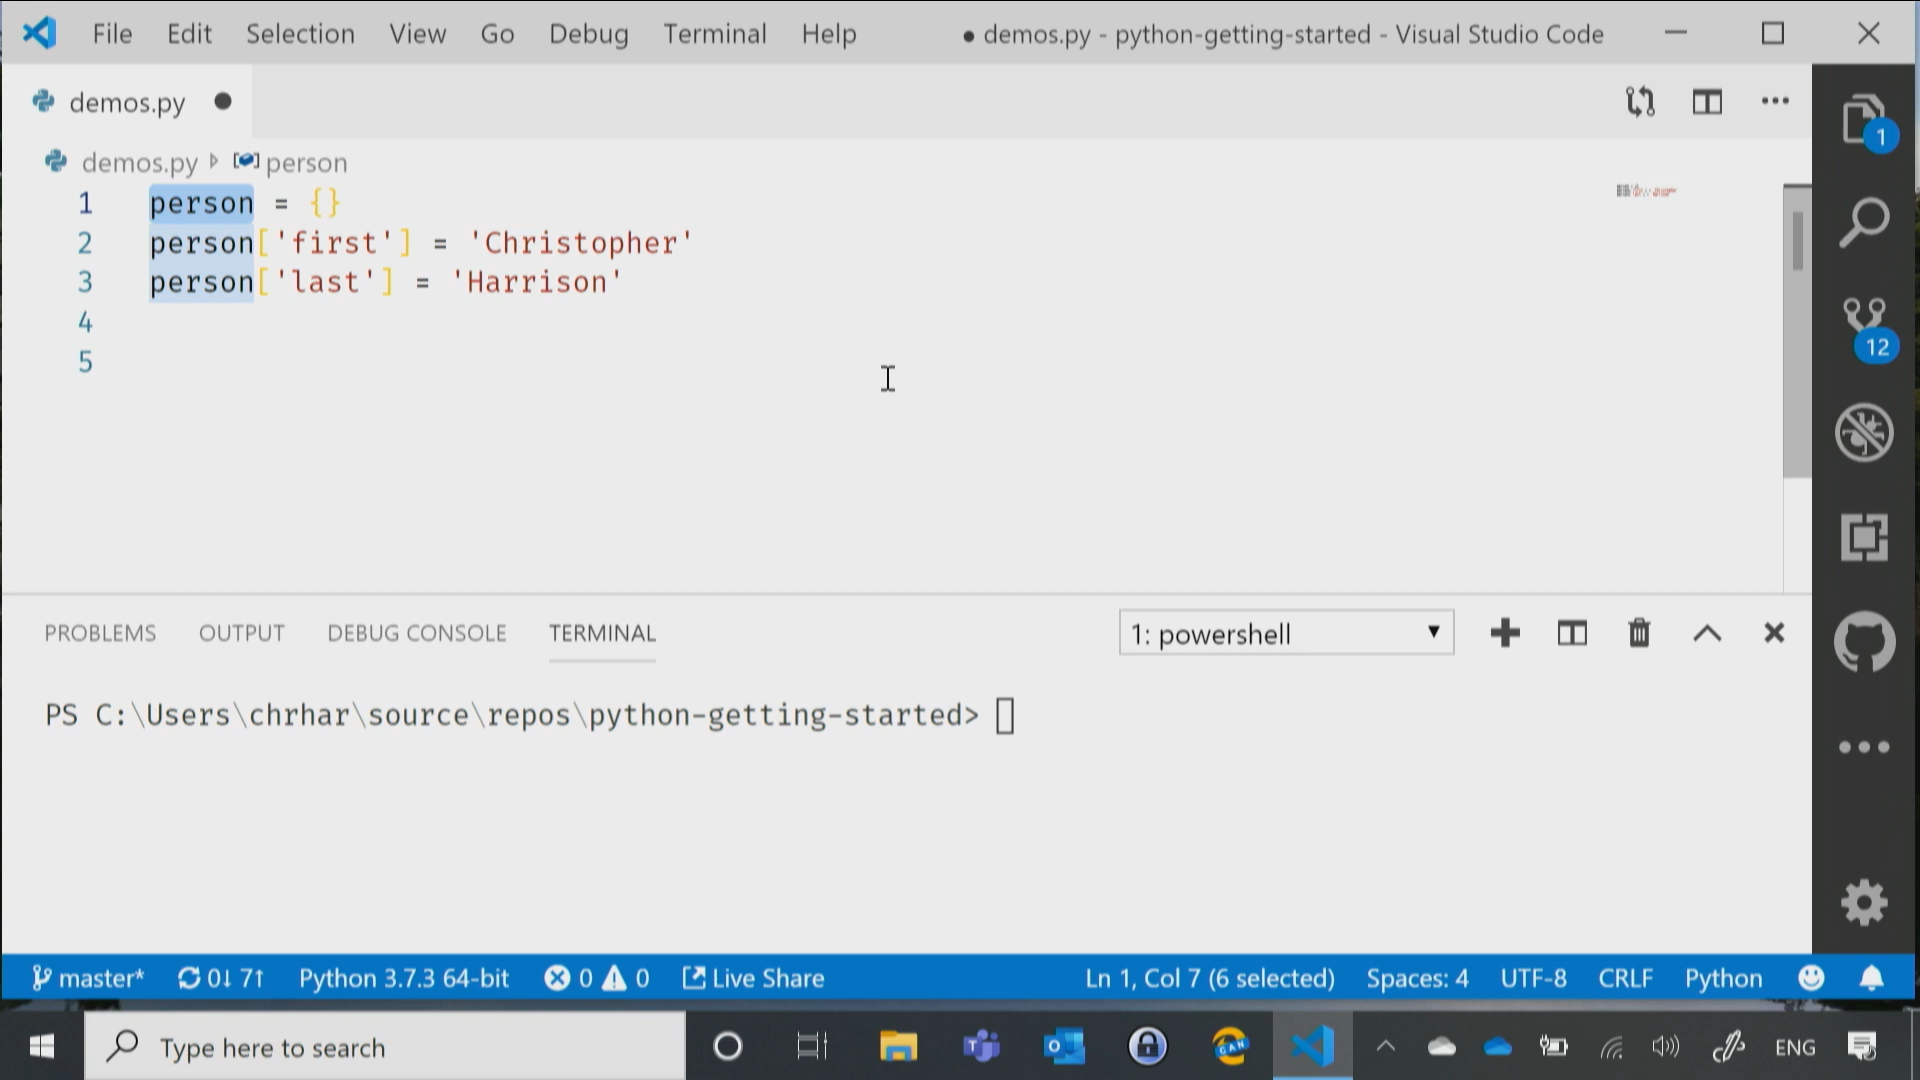 File Edit Selection View Go Debug Terminal Help ● demos.py - python-getting-started - Visual Studio Code
demos.py
demos.py person
1 person = {}
2 person['first'] = 'Christopher'
3 person['last'] = 'Harrison'
4
5
1
12
PROBLEMS OUTPUT DEBUG CONSOLE TERMINAL 1: powershell
PS C:\Users\chrhar\source\repos\python-getting-started>
master* 0↓ 7↑ Python 3.7.3 64-bit 0 0 Live Share Ln 1, Col 7 (6 selected) Spaces: 4 UTF-8 CRLF Python
Type here to search CAN ENG